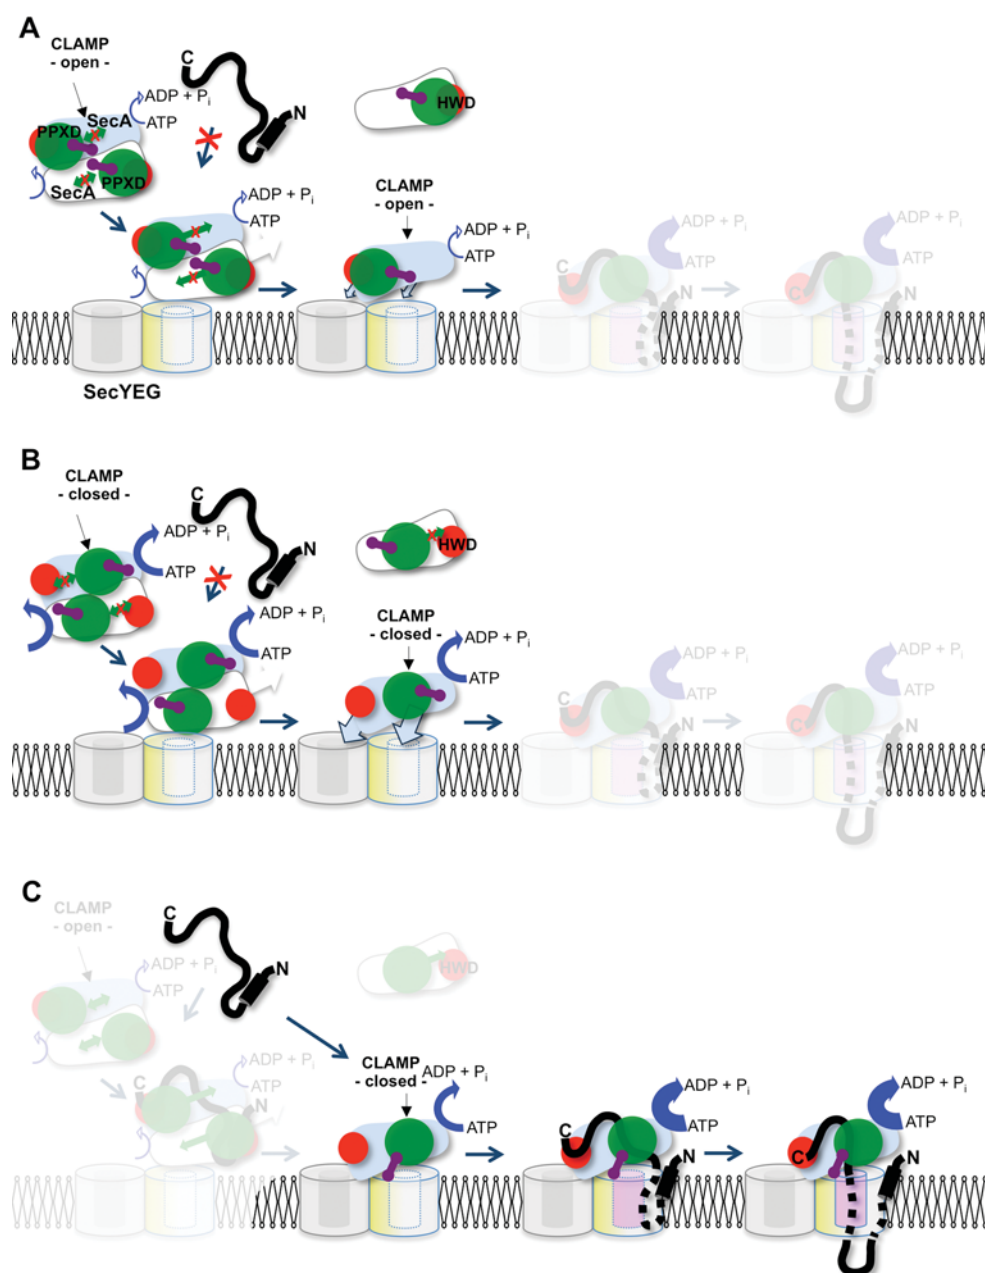 A
CLAMP
- open -
C
ADP + Pi
SecA
ATP
PPXD
N
HWD
PPXD
SecA
CLAMP
- open -
ADP + Pi
ATP
ADP + Pi
ATP
ADP + Pi
ATP
C
N
ADP + Pi
ATP
C
N
SecYEG
B
CLAMP
- closed -
C
ADP + Pi
ATP
N
HWD
ADP + Pi
ATP
CLAMP
- closed -
ADP + Pi
ATP
ADP + Pi
ATP
C
N
ADP + Pi
ATP
C
N
C
CLAMP
- open -
C
ADP + Pi
ATP
N
HWD
ADP + Pi
ATP
C
N
CLAMP
- closed -
ADP + Pi
ATP
ADP + Pi
ATP
C
N
ADP + Pi
ATP
C
N